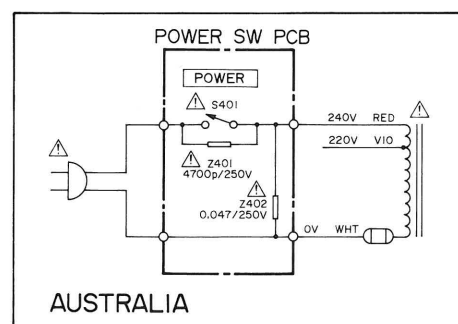 POWER SW PCB
POWER
S401
240V RED
220V VIO
Z401
4700p/250V
Z402
0.047/250V
0V WHT
AUSTRALIA